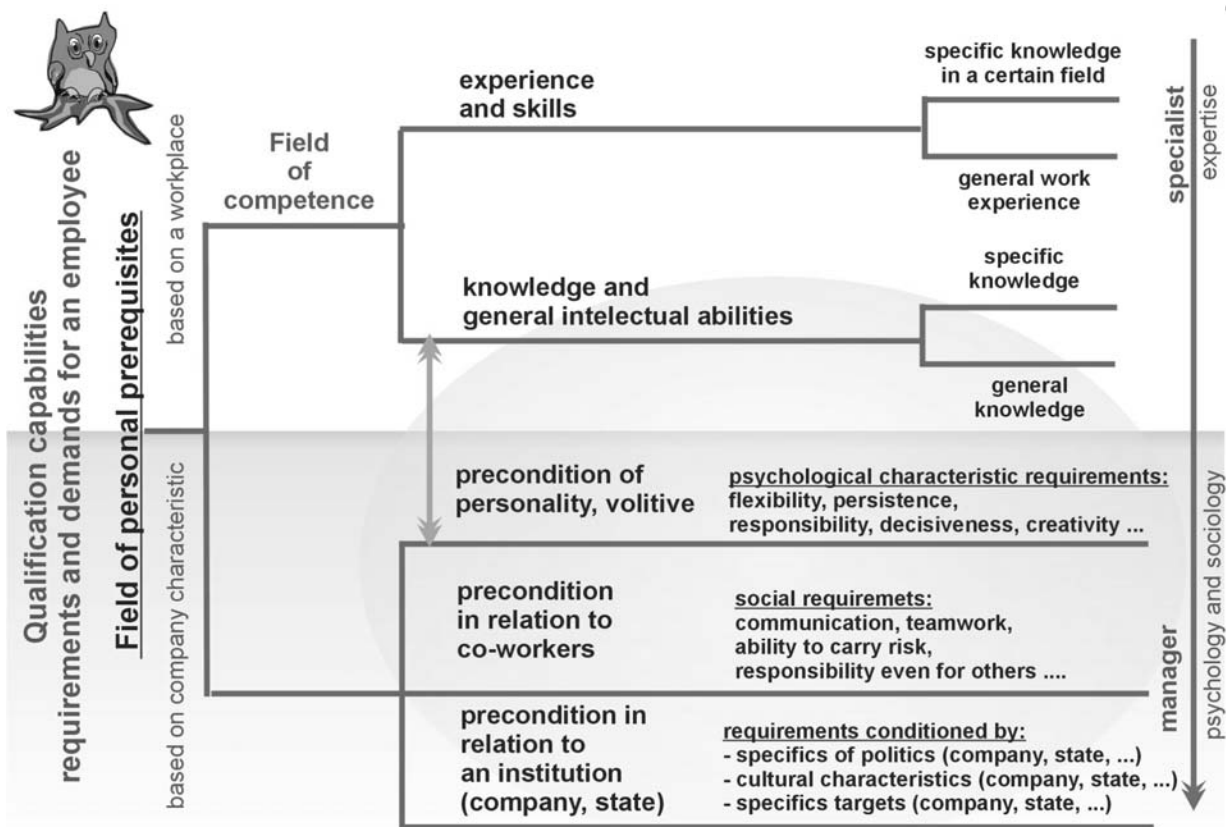 Qualification capabilities
requirements and demands for an employee
Field of personal prerequisites
based on a workplace
based on company characteristic
Field
of
competence
experience
and skills
specific knowledge
in a certain field
general work
experience
knowledge and
general intelectual abilities
specific
knowledge
general
knowledge
precondition of
personality, volitive
psychological characteristic requirements:
flexibility, persistence,
responsibility, decisiveness, creativity ...
precondition
in relation to
co-workers
social requiremets:
communication, teamwork,
ability to carry risk,
responsibility even for others ....
precondition in
relation to
an institution
(company, state)
requirements conditioned by:
- specifics of politics (company, state, ...)
- cultural characteristics (company, state, ...)
- specifics targets (company, state, ...)
specialist
expertise
manager
psychology and sociology